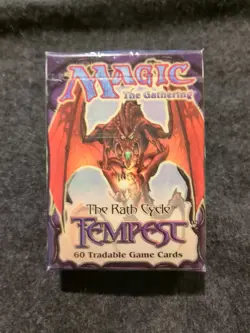 MAGIC
The Gathering
The Rath Cycle
TEMPEST
60 Tradable Game Cards